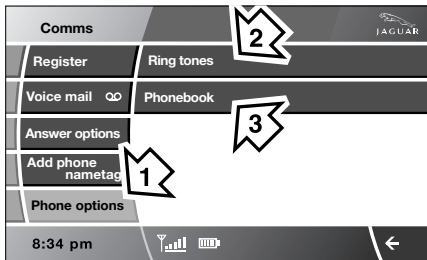 Comms
2
JAGUAR
Register
Ring tones
Voice mail
Phonebook
Answer options
3
Add phone
nametag
1
Phone options
8:34 pm